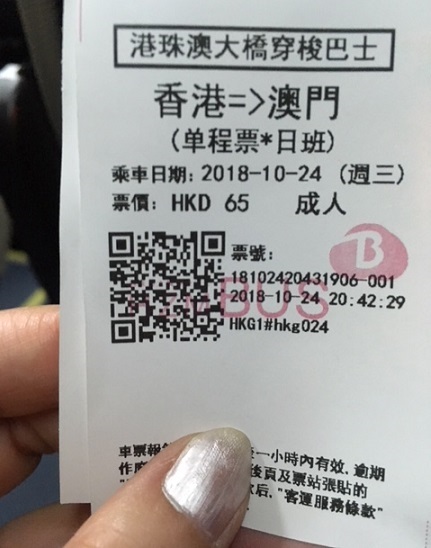 港珠澳大橋穿梭巴士
香港=>澳門
(单程票*日班)
乘車日期: 2018-10-24 (週三)
票價: HKD 65 成人
票號:
18102420431906-001
2018-10-24 20:42:29
HKG1#hkg024
B
BUS
車票報 一小時內有效, 逾期
作 後頁及票站張貼的
后, "客運服務條款"